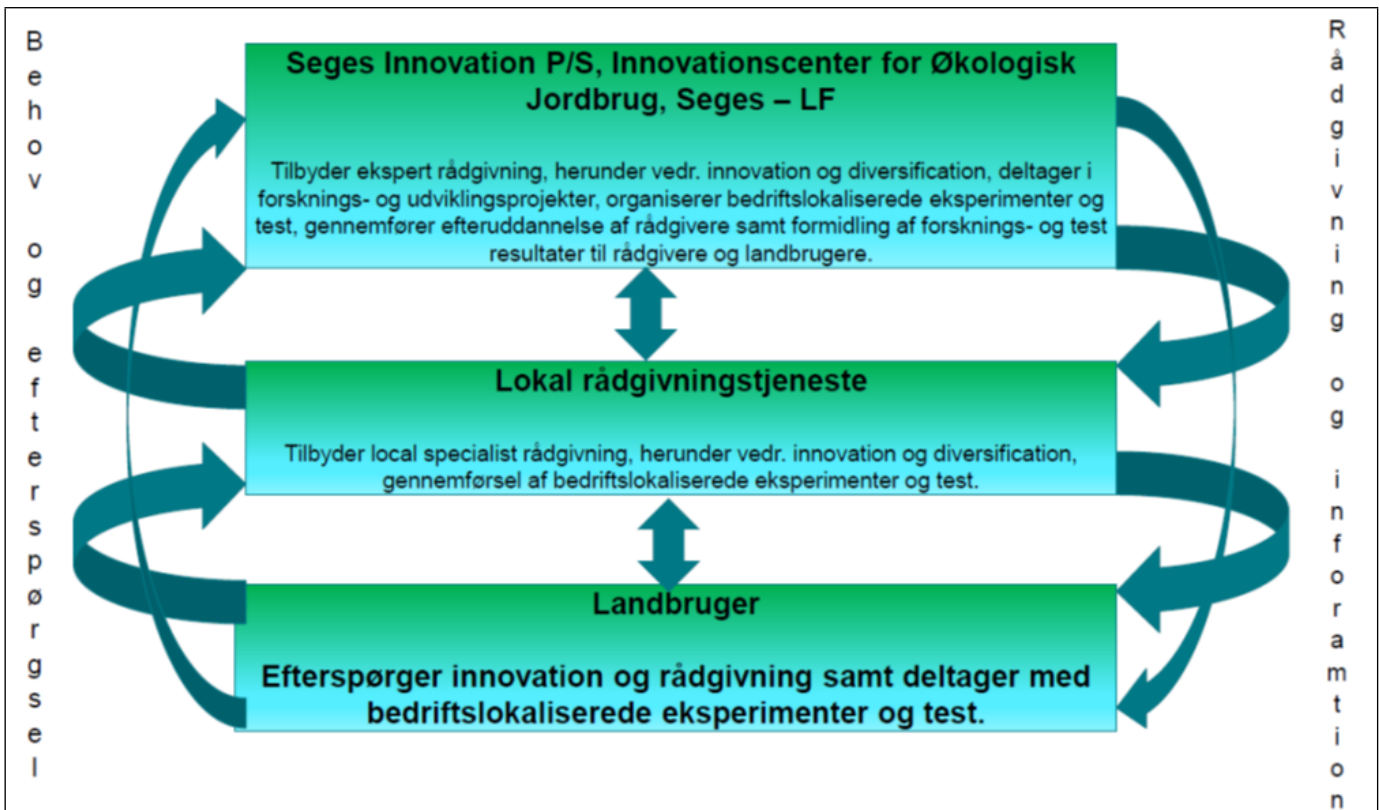 Behov og efterspørgsel
Seges Innovation P/S, Innovationscenter for Økologisk
Jordbrug, Seges – LF
Tilbyder ekspert rådgivning, herunder vedr. innovation og diversification, deltager i
forsknings- og udviklingsprojekter, organiserer bedriftslokaliserede eksperimenter og
test, gennemfører efteruddannelse af rådgivere samt formidling af forsknings- og test
resultater til rådgivere og landbrugere.
Lokal rådgivningstjeneste
Tilbyder local specialist rådgivning, herunder vedr. innovation og diversification,
gennemførsel af bedriftslokaliserede eksperimenter og test.
Landbruger
Efterspørger innovation og rådgivning samt deltager med
bedriftslokaliserede eksperimenter og test.
Rådgivning og inforamtion